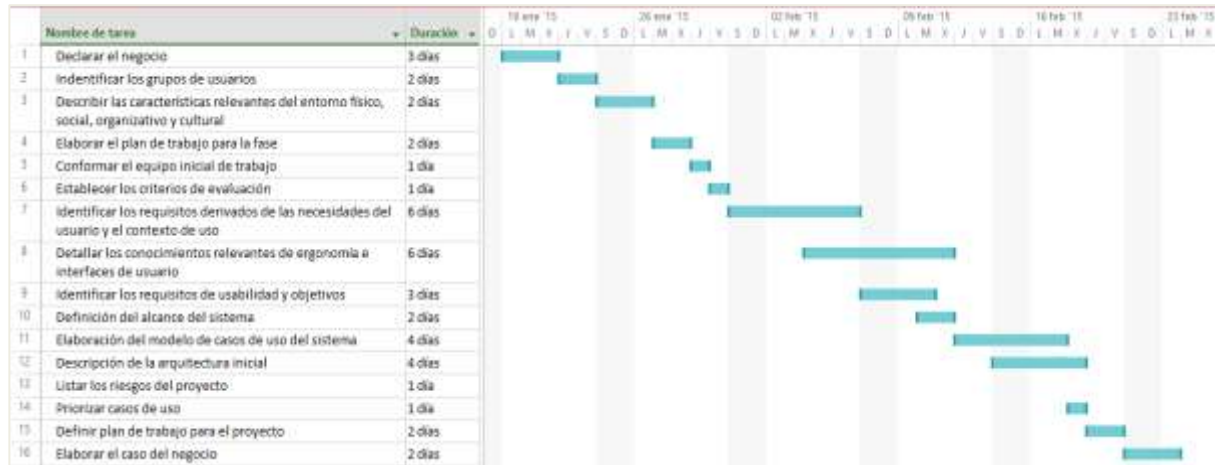 19 ene '15 26 ene '15 02 feb '15 09 feb '15 16 feb '15 23 feb '15
Nombre de tarea Duración D L M X J V S D L M X J V S D L M X J V S D L M X J V S D L M X J V S D L M X
1 Declarar el negocio 3 días
2 Indentificar los grupos de usuarios 2 días
3 Describir las características relevantes del entorno físico, 2 días
social, organizativo y cultural
4 Elaborar el plan de trabajo para la fase 2 días
5 Conformar el equipo inicial de trabajo 1 día
6 Establecer los criterios de evaluación 1 día
7 Identificar los requisitos derivados de las necesidades del 6 días
usuario y el contexto de uso
8 Detallar los conocimientos relevantes de ergonomía e 6 días
interfaces de usuario
9 Identificar los requisitos de usabilidad y objetivos 3 días
10 Definición del alcance del sistema 2 días
11 Elaboración del modelo de casos de uso del sistema 4 días
12 Descripción de la arquitectura inicial 4 días
13 Listar los riesgos del proyecto 1 día
14 Priorizar casos de uso 1 día
15 Definir plan de trabajo para el proyecto 2 días
16 Elaborar el caso del negocio 2 días